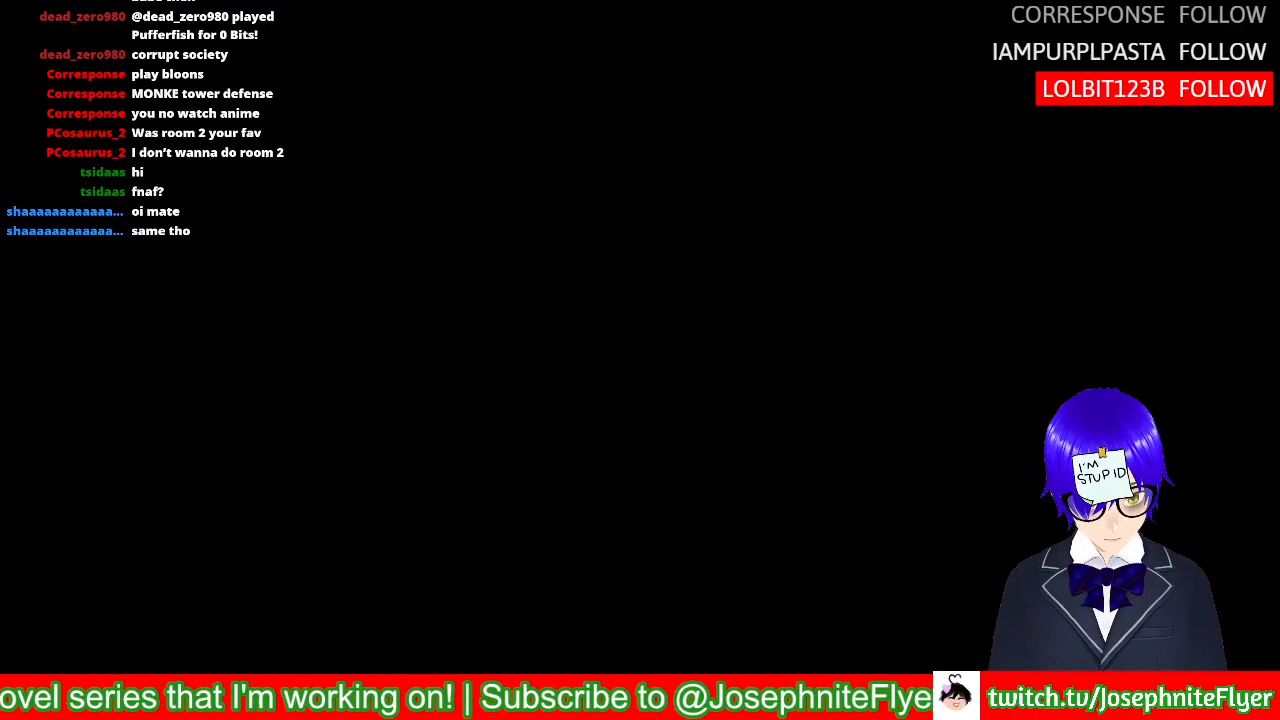 dead_zero980 @dead_zero980 played
Pufferfish for 0 Bits!
dead_zero980 corrupt society
Corresponse play bloons
Corresponse MONKE tower defense
Corresponse you no watch anime
PCosaurus_2 Was room 2 your fav
PCosaurus_2 I don't wanna do room 2
tsidaas hi
tsidaas fnaf?
shaaaaaaaaaaaa... oi mate
shaaaaaaaaaaaa... same tho
CORRESPONSE FOLLOW
IAMPURPLPASTA FOLLOW
LOLBIT123B FOLLOW
I'M
STUPID
ovel series that I'm working on! | Subscribe to @JosephniteFlye
twitch.tv/JosephniteFlyer